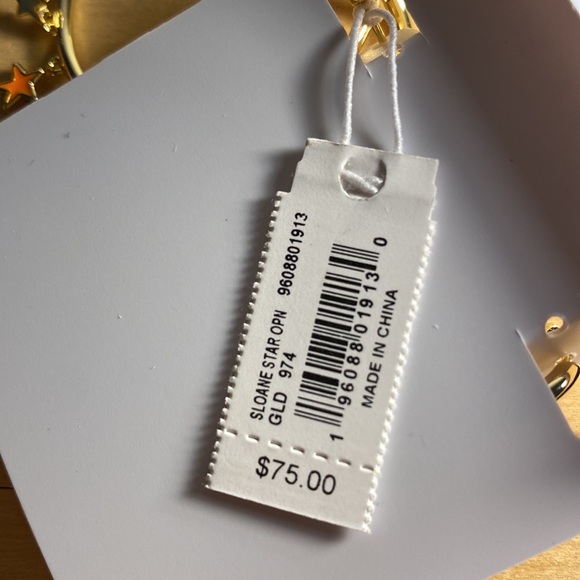 SLOANE STAR OPN 9608801913
GLD 974
1 96088 01913 0
MADE IN CHINA
$75.00